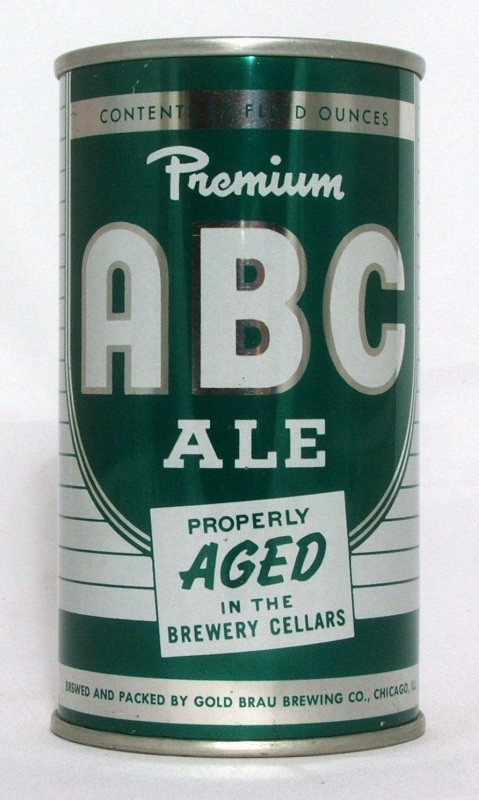 CONTENTS FLUID OUNCES
Premium
ABC
ALE
PROPERLY
AGED
IN THE
BREWERY CELLARS
BREWED AND PACKED BY GOLD BRAU BREWING CO., CHICAGO, ILL